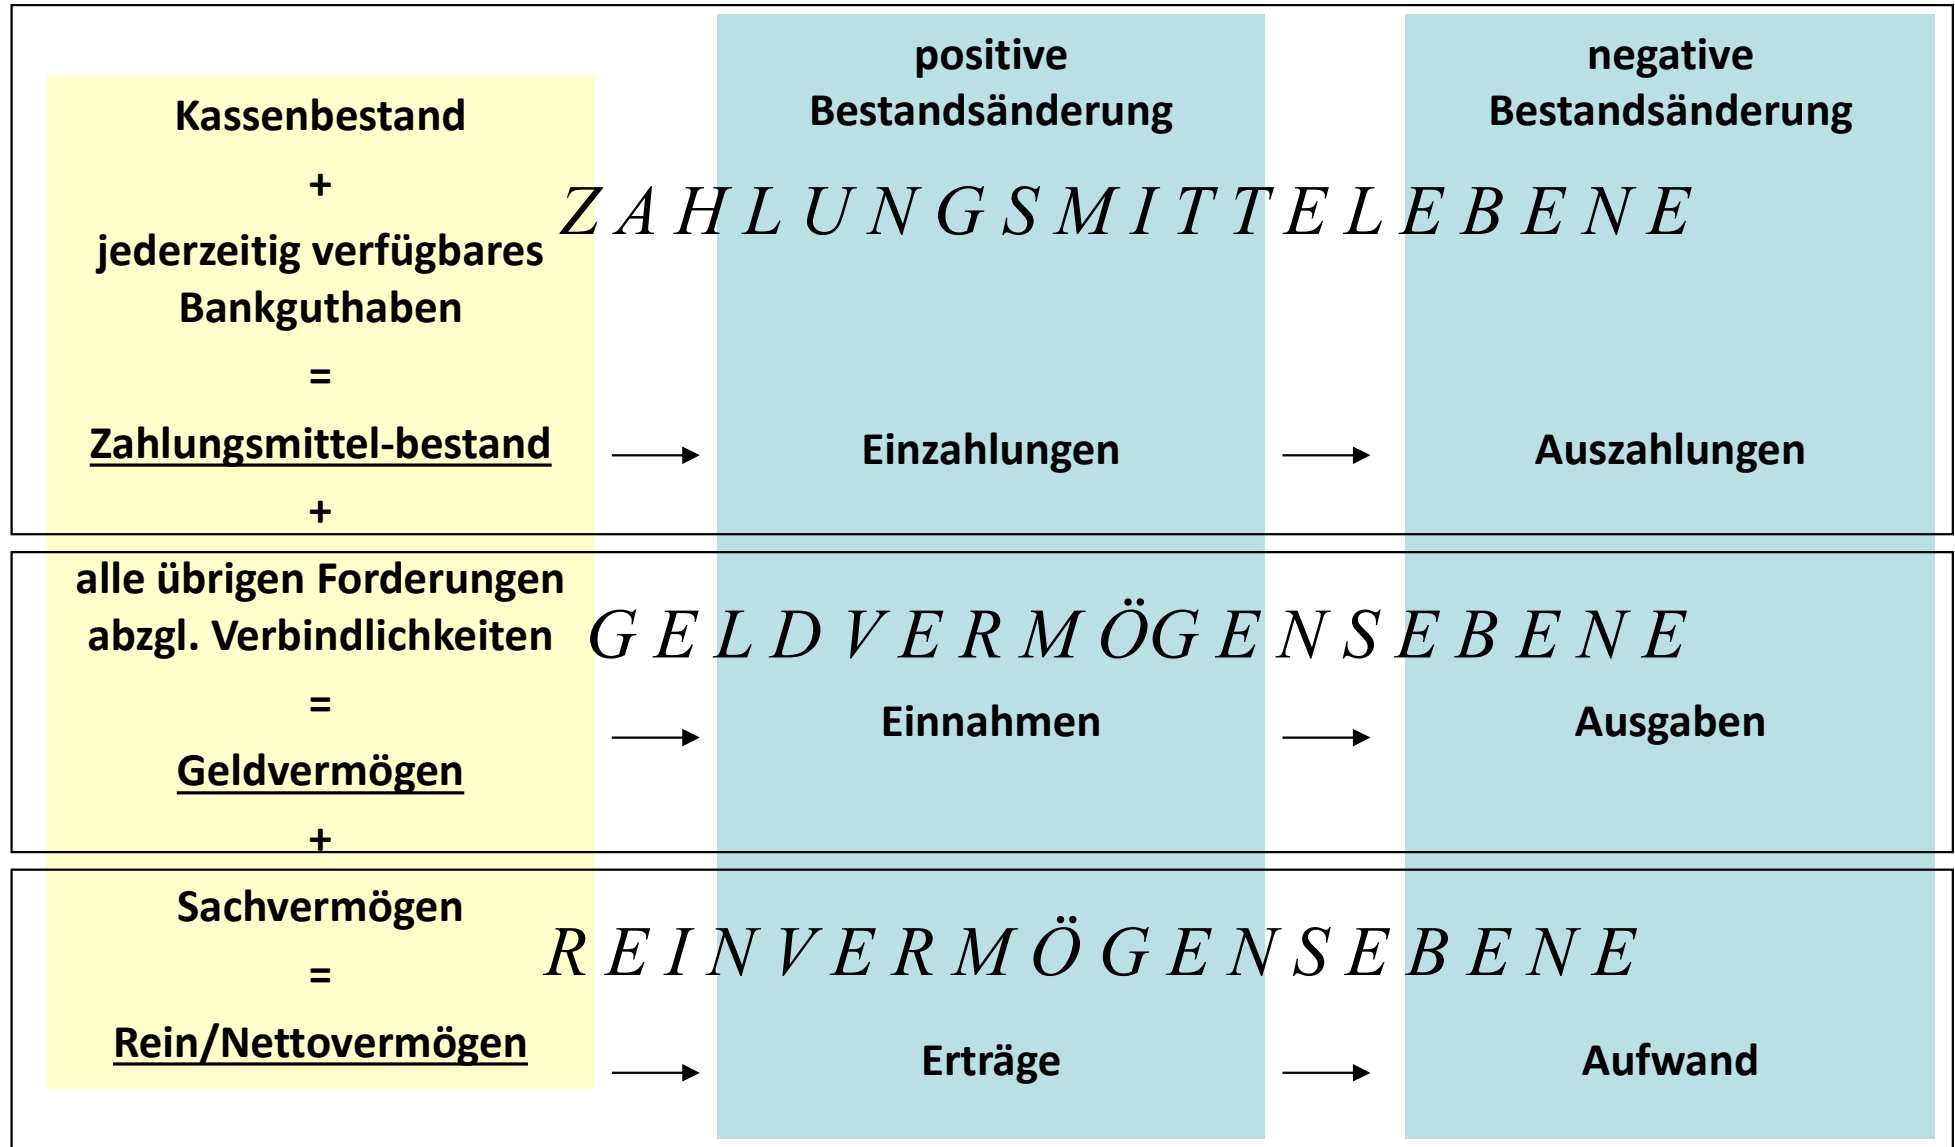 positive
Bestandsänderung
negative
Bestandsänderung
Kassenbestand
+
Z A H L U N G S M I T T E L E B E N E
jederzeitig verfügbares
Bankguthaben
=
Zahlungsmittel-bestand
Einzahlungen
Auszahlungen
+
alle übrigen Forderungen
abzgl. Verbindlichkeiten
G E L D V E R M Ö G E N S E B E N E
=
Einnahmen
Ausgaben
Geldvermögen
+
Sachvermögen
R E I N V E R M Ö G E N S E B E N E
=
Rein/Nettovermögen
Erträge
Aufwand